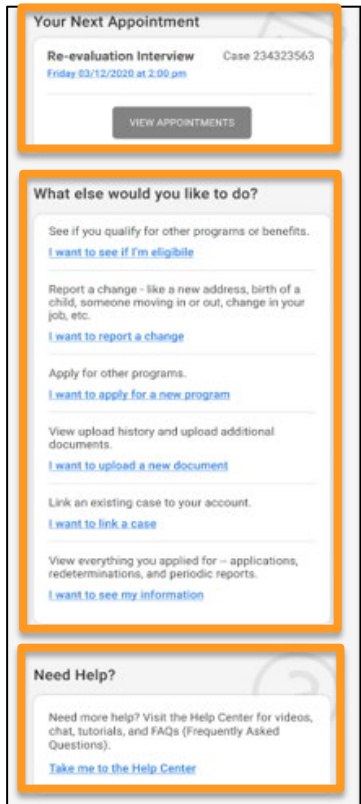 Your Next Appointment
Re-evaluation Interview Case 234323563
Friday 03/12/2020 at 2:00 pm
VIEW APPOINTMENTS
What else would you like to do?
See if you qualify for other programs or benefits.
I want to see if I'm eligibile
Report a change - like a new address, birth of a
child, someone moving in or out, change in your
job, etc.
I want to report a change
Apply for other programs.
I want to apply for a new program
View upload history and upload additional
documents.
I want to upload a new document
Link an existing case to your account.
I want to link a case
View everything you applied for – applications,
redeterminations, and periodic reports.
I want to see my information
Need Help?
Need more help? Visit the Help Center for videos,
chat, tutorials, and FAQs (Frequently Asked
Questions).
Take me to the Help Center